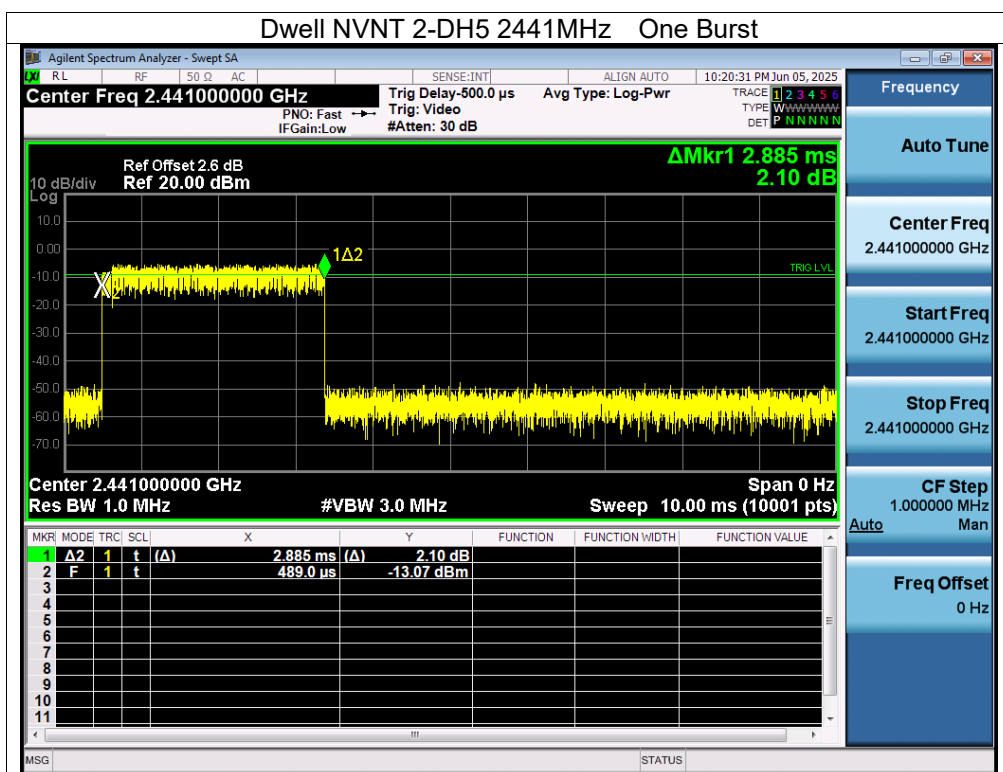 Dwell NVNT 2-DH5 2441MHz One Burst
Agilent Spectrum Analyzer - Swept SA
LXI RL RF 50 Ω AC SENSE:INT ALIGN AUTO 10:20:31 PM Jun 05, 2025
Center Freq 2.441000000 GHz
PNO: Fast
IFGain:Low
Trig Delay-500.0 µs
Trig: Video
#Atten: 30 dB
Avg Type: Log-Pwr
TRACE 1 2 3 4 5 6
TYPE WWWWWWW
DET P N N N N N
ΔMkr1 2.885 ms
2.10 dB
Ref Offset 2.6 dB
10 dB/div Ref 20.00 dBm
Log
10.0
0.00
-10.0
-20.0
-30.0
-40.0
-50.0
-60.0
-70.0
1Δ2
TRIG LVL
X2
Center 2.441000000 GHz Span 0 Hz
Res BW 1.0 MHz #VBW 3.0 MHz Sweep 10.00 ms (10001 pts)
MKR MODE TRC SCL X Y FUNCTION FUNCTION WIDTH FUNCTION VALUE
1 Δ2 1 t (Δ) 2.885 ms (Δ) 2.10 dB
2 F 1 t 489.0 µs -13.07 dBm
3
4
5
6
7
8
9
10
11
MSG STATUS
Frequency
Auto Tune
Center Freq
2.441000000 GHz
Start Freq
2.441000000 GHz
Stop Freq
2.441000000 GHz
CF Step
1.000000 MHz
Auto Man
Freq Offset
0 Hz